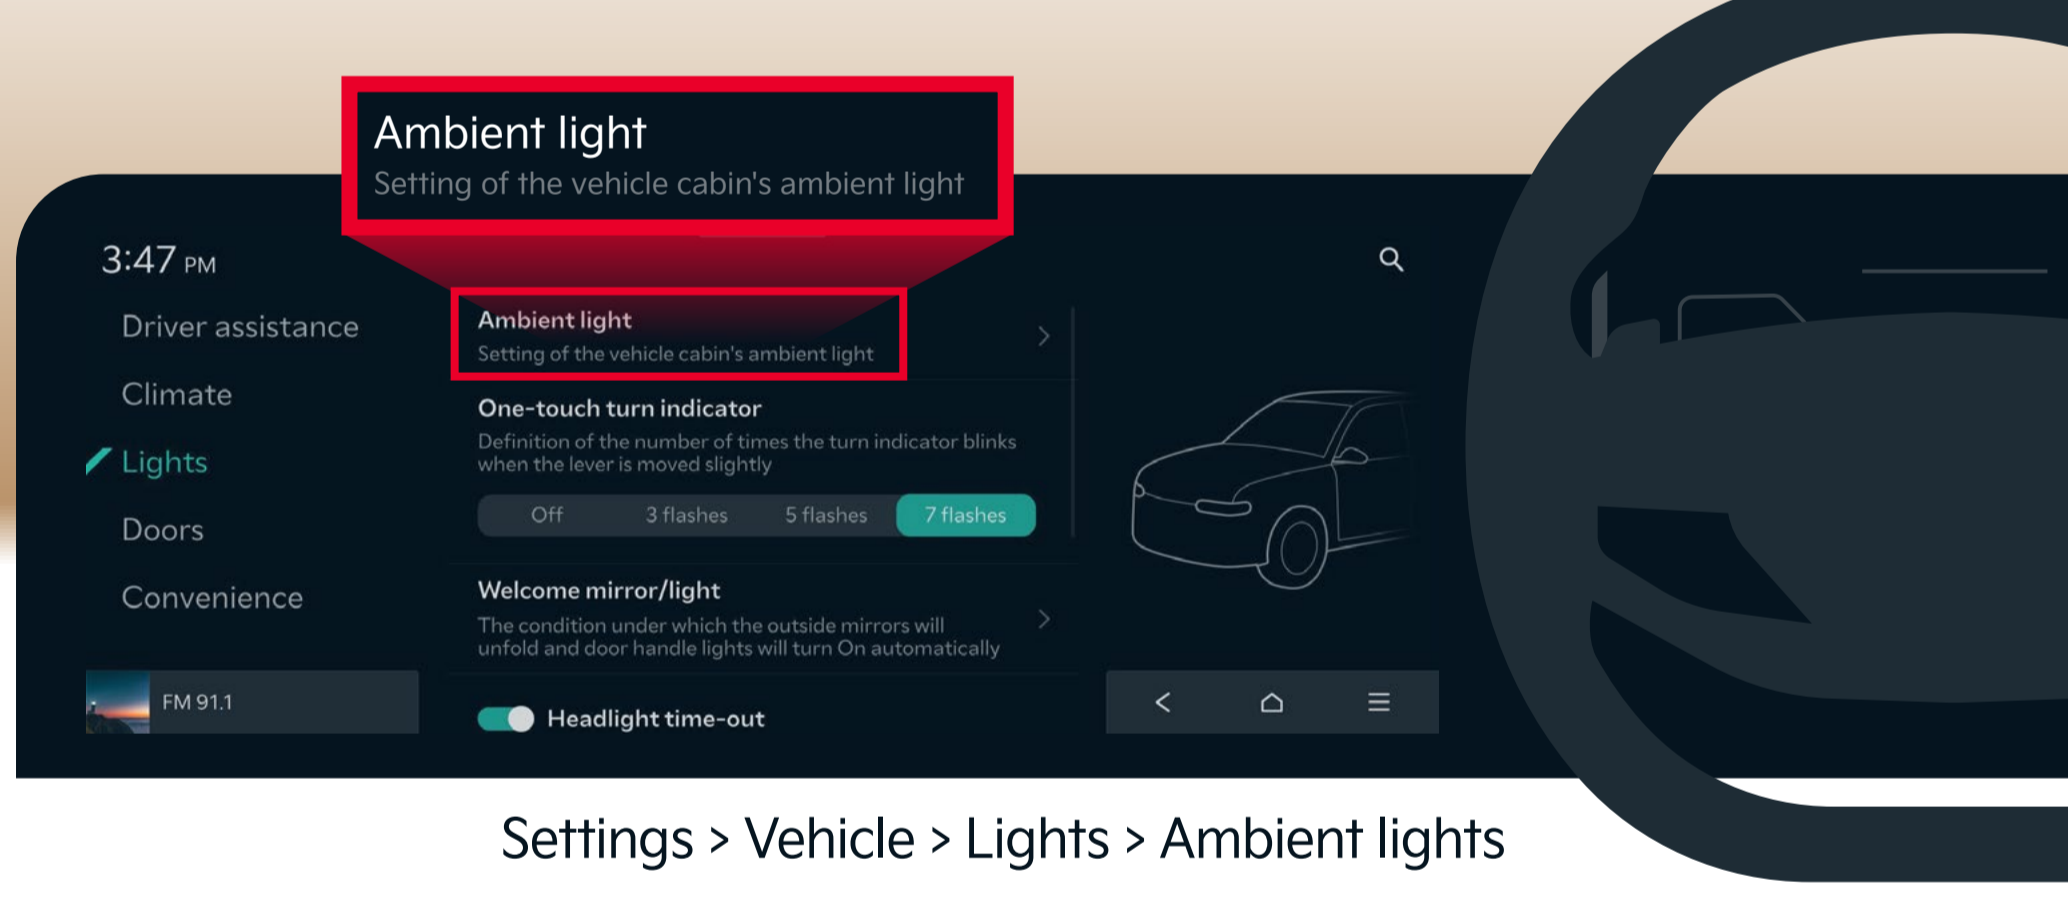 Ambient light
Setting of the vehicle cabin's ambient light
3:47 PM
Driver assistance
Climate
Lights
Doors
Convenience
FM 91.1
Ambient light
Setting of the vehicle cabin's ambient light
One-touch turn indicator
Definition of the number of times the turn indicator blinks
when the lever is moved slightly
Off 3 flashes 5 flashes 7 flashes
Welcome mirror/light
The condition under which the outside mirrors will
unfold and door handle lights will turn On automatically
Headlight time-out
Settings > Vehicle > Lights > Ambient lights